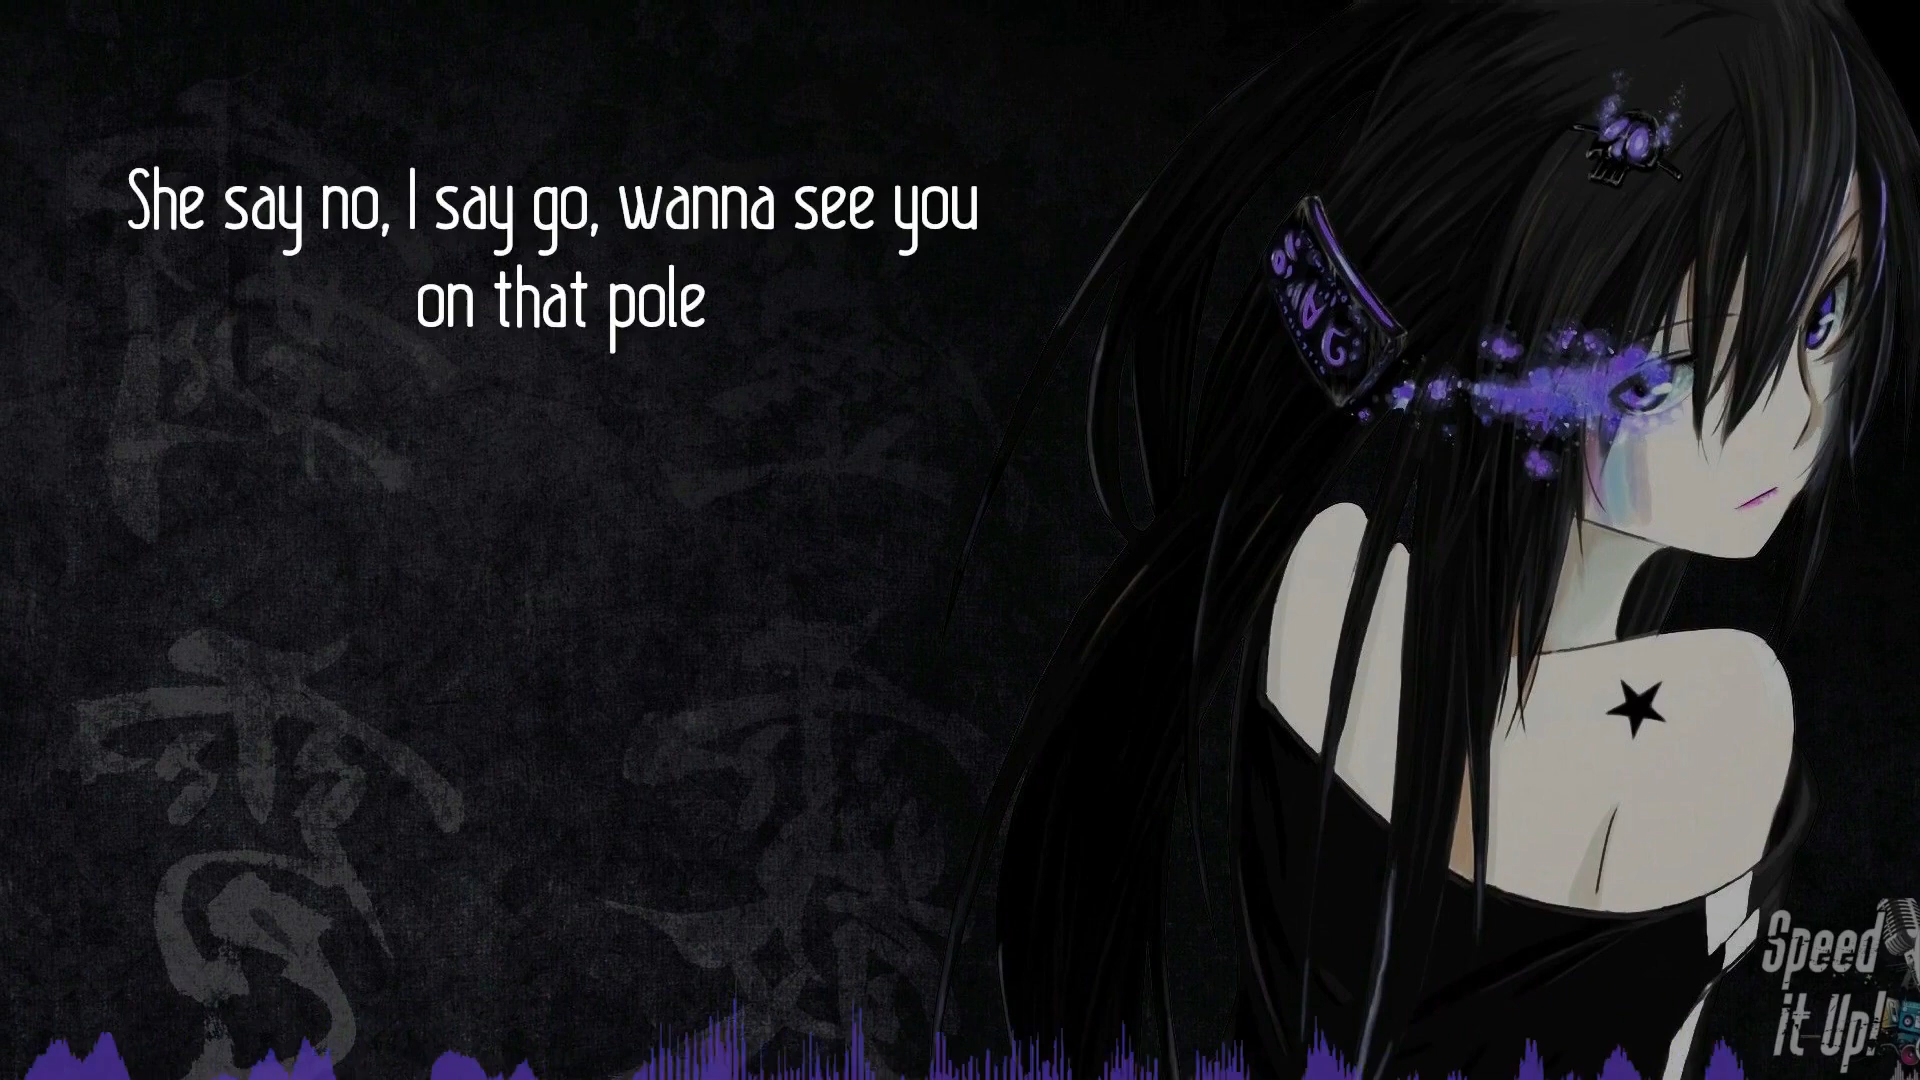 She say no, I say go, wanna see you
on that pole
Speed
it Up!